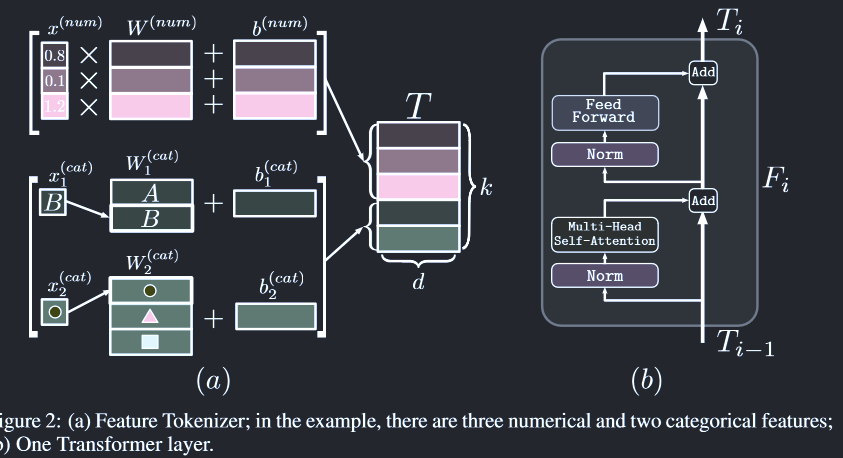 x^(num) W^(num) b^(num)
0.8 × +
0.1 × +
1.2 × +
x_1^(cat) W_1^(cat) b_1^(cat)
B A +
B
x_2^(cat) W_2^(cat) b_2^(cat)
+
T
k
d
(a)
T_i
Add
Feed
Forward
Norm
F_i
Add
Multi-Head
Self-Attention
Norm
T_{i-1}
(b)
igure 2: (a) Feature Tokenizer; in the example, there are three numerical and two categorical features;
) One Transformer layer.